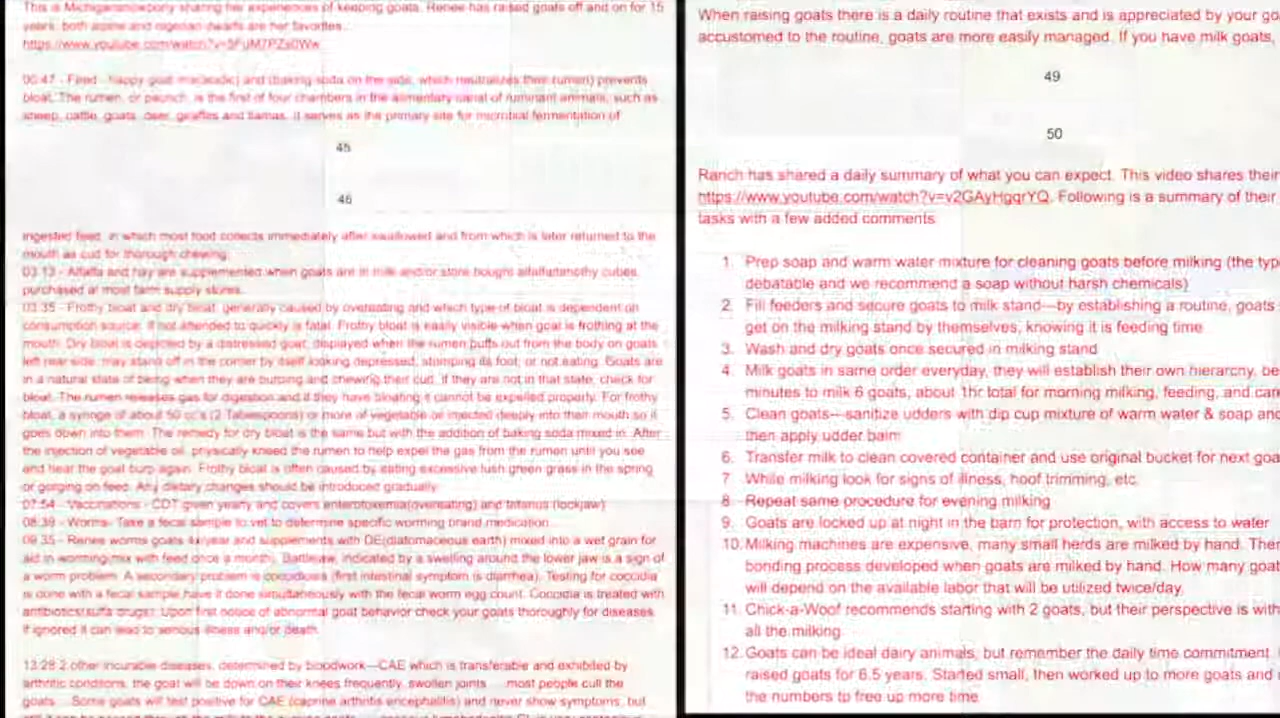 This is Michigansnowpony sharing her experiences of keeping goats. Renee has raised goats off and on for 15
years, both alpine and nigerian dwarfs are her favorites.
00:47 - Feed - happy goat and (baking soda on the side, which neutralizes their rumen) prevents
bloat. The rumen, or paunch, is the first of four chambers in the alimentary canal of ruminant animals, such as
sheep, cattle, goats, deer, giraffes and llamas. It serves as the primary site for microbial fermentation of
45
46
ingested feed, in which most food collects immediately after swallowed and from which is later returned to the
mouth as cud for thorough chewing.
03:13 - Alfalfa and hay are supplemented when goats are in milk and/or store bought alfalfa/timothy cubes,
purchased at most farm supply stores.
03:35 - Frothy bloat and dry bloat, generally caused by overeating and which type of bloat is dependent on
consumption source. If not attended to quickly is fatal. Frothy bloat is easily visible when goat is frothing at the
mouth. Dry bloat is depicted by a distressed goat, displayed when the rumen puffs out from the body on goats
left rear side, may stand off in the corner by itself looking depressed, stomping its foot, or not eating. Goats are
in a natural state of being when they are burping and chewing their cud, if they are not in that state, check for
bloat. The rumen releases gas for digestion and if they have bloating it cannot be expelled properly. For frothy
bloat, a syringe of about 50 cc's (2 Tablespoons) or more of vegetable oil injected deeply into their mouth so it
goes down into them. The remedy for dry bloat is the same but with the addition of baking soda mixed in. After
the injection of vegetable oil, physically knead the rumen to help expel the gas from the rumen until you see
and hear the goat burp again. Frothy bloat is often caused by eating excessive lush green grass in the spring
or gorging on feed. Any dietary changes should be introduced gradually.
07:54 - Vaccinations - CDT given yearly and covers enterotoxemia(overeating) and tetanus (lockjaw)
08:39 - Worms- Take a fecal sample to vet to determine specific worming brand medication.
09:35 - Renee worms goats year and supplements with DE(diatomaceous earth) mixed into a wet grain for
aid in worming,mix with feed once a month. Bottlejaw, indicated by a swelling around the lower jaw is a sign of
a worm problem. A secondary problem is (first intestinal symptom is diarrhea). Testing for coccidia
is done with a fecal sample,have it done simultaneously with the fecal worm egg count. Coccidia is treated with
antibiotics(sulfa drugs). Upon first notice of abnormal goat behavior check your goats thoroughly for diseases.
If ignored it can lead to serious illness and/or death.
13:28 2 other incurable diseases, determined by bloodwork—CAE which is transferable and exhibited by
arthritic conditions, the goat will be down on their knees frequently, swollen joints ... most people cull the
goats... Some goats will test positive for CAE (caprine arthritis encephalitis) and never show symptoms, but
When raising goats there is a daily routine that exists and is appreciated by your go
accustomed to the routine, goats are more easily managed. If you have milk goats,
49
50
Ranch has shared a daily summary of what you can expect. This video shares their
https://www.youtube.com/watch?v=v2GAyHgqrYQ. Following is a summary of their
tasks with a few added comments.
1. Prep soap and warm water mixture for cleaning goats before milking (the typ
debatable and we recommend a soap without harsh chemicals)
2. Fill feeders and secure goats to milk stand—by establishing a routine, goats
get on the milking stand by themselves, knowing it is feeding time
3. Wash and dry goats once secured in milking stand
4. Milk goats in same order everyday, they will establish their own hierarchy, be
minutes to milk 6 goats, about 1hr total for morning milking, feeding, and car
5. Clean goats—sanitize udders with dip cup mixture of warm water & soap and
then apply udder balm
6. Transfer milk to clean covered container and use original bucket for next goa
7. While milking look for signs of illness, hoof trimming, etc.
8. Repeat same procedure for evening milking
9. Goats are locked up at night in the barn for protection, with access to water
10. Milking machines are expensive, many small herds are milked by hand. Ther
bonding process developed when goats are milked by hand. How many goat
will depend on the available labor that will be utilized twice/day.
11. Chick-a-Woof recommends starting with 2 goats, but their perspective is with
all the milking.
12. Goats can be ideal dairy animals, but remember the daily time commitment.
raised goats for 6.5 years. Started small, then worked up to more goats and
the numbers to free up more time.